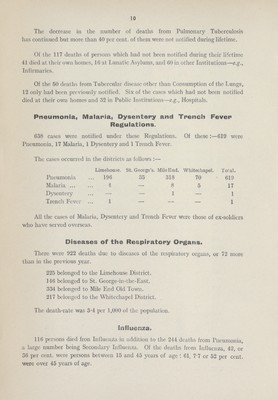 10
The decrease in the number of deaths from Pulmonary Tuberculosis
has continued but more than 40 per cent. of them were not notified during lifetime.
Of the 117 deaths of persons which had not been notified during their lifetime
41 died at their own homes, 16 at Lunatic Asylums, and 60 in other Institutions—e.g.,
Infirmaries.
Of the 90 deaths from Tubercular disease other than Consumption of the Lungs,
12 only had been previously notified. Six of the cases which had not been notified
died at their own homes and 32 in Public Institutions—e.g., Hospitals.
Pneumonia, Malaria, Dysentery and Trench Fever
Regulations.
638 cases were notified under these Regulations. Of these :—619 were
Pneumonia, 17 Malaria, 1 Dysentery and 1 Trench Fever.
The cases occurred in the districts as follows :—
Limehouse. St. George's. Mile End. Whitechapel. Total.
Pneumonia ... 196 35 318 70 619
Malaria ... ... 4 — 8 5 17
Dysentery ... — — 1 — 1
Trench Fever ... 1 — — — 1
All the cases of Malaria, Dysentery and Trench Fever were those of ex-soldiers
who have served overseas.
Diseases of the Respiratory Organs.
There were 922 deaths due to diseases of the respiratory organs, or 12 more
than in the previous year.
225 belonged to the Limehouse District.
146 belonged to St. George-in-the-East.
334 belonged to Mile End Old Town.
217 belonged to the Whitechapel District.
The death-rate was 3·4 per 1,000 of the population.
Influenza.
116 persons died from Influenza in addition to the 244 deaths from Pneumonia,
a large number being Secondary Influenza. Of the deaths from Influenza, 42, or
36 per cent. were persons between 15 and 45 years of age : 61, ?·? or 53 per cent.
were over 45 years of age.